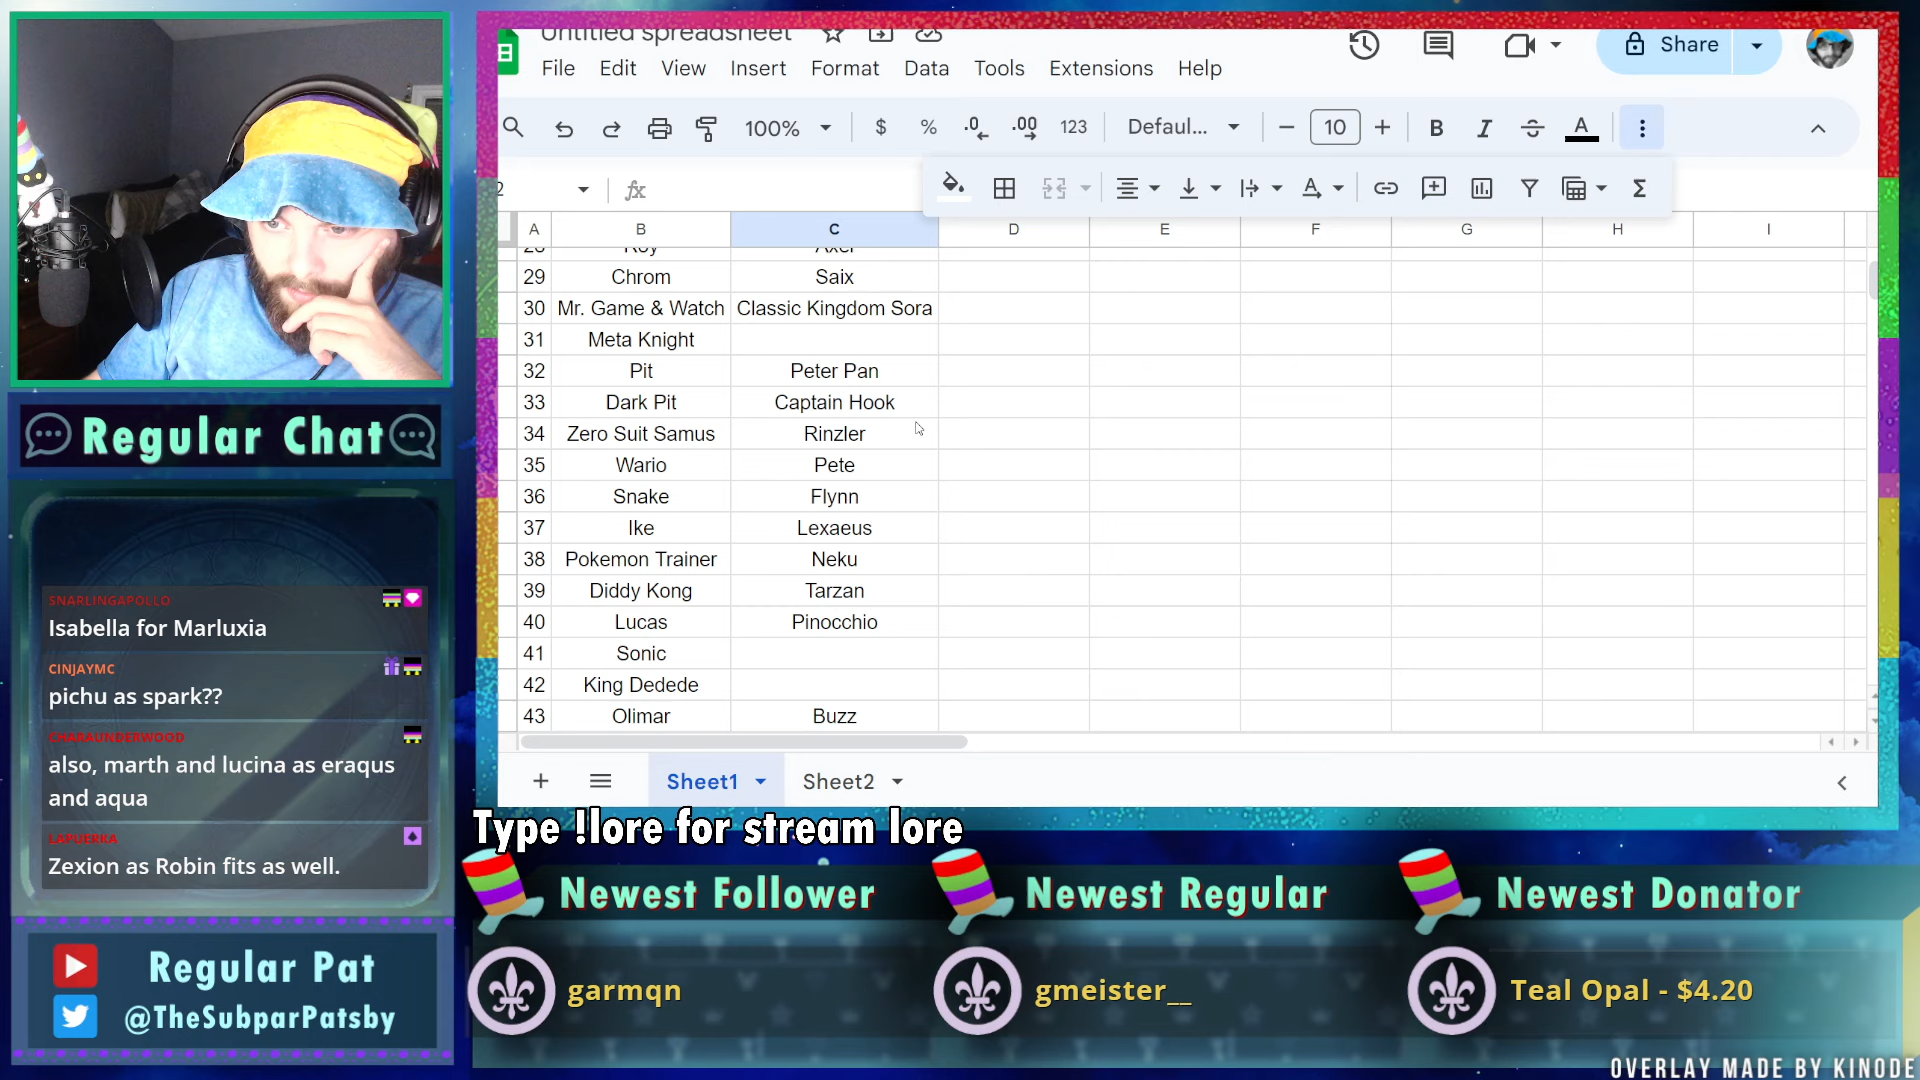 Untitled spreadsheet
File Edit View Insert Format Data Tools Extensions Help
Share
100% $ % .0 .00 123 Defaul... 10 B I S A
fx
A B C D E F G H I
28 Roy Axel
29 Chrom Saix
30 Mr. Game & Watch Classic Kingdom Sora
31 Meta Knight
32 Pit Peter Pan
33 Dark Pit Captain Hook
34 Zero Suit Samus Rinzler
35 Wario Pete
36 Snake Flynn
37 Ike Lexaeus
38 Pokemon Trainer Neku
39 Diddy Kong Tarzan
40 Lucas Pinocchio
41 Sonic
42 King Dedede
43 Olimar Buzz
Sheet1 Sheet2
Regular Chat
SNARLINGAPOLLO
Isabella for Marluxia
CINJAYMC
pichu as spark??
CHARAUNDERWOOD
also, marth and lucina as eraqus
and aqua
LAPUERKA
Zexion as Robin fits as well.
Regular Pat
@TheSubparPatsby
Type !lore for stream lore
Newest Follower
garmqn
Newest Regular
gmeister__
Newest Donator
Teal Opal - $4.20
OVERLAY MADE BY KINODE